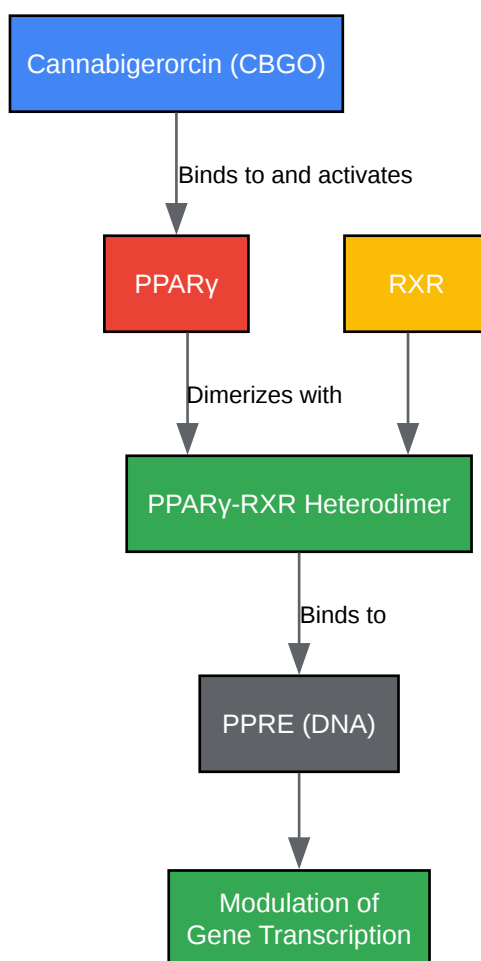 Cannabigerorcin (CBGO)
Binds to and activates
PPARγ
RXR
Dimerizes with
PPARγ-RXR Heterodimer
Binds to
PPRE (DNA)
Modulation of
Gene Transcription